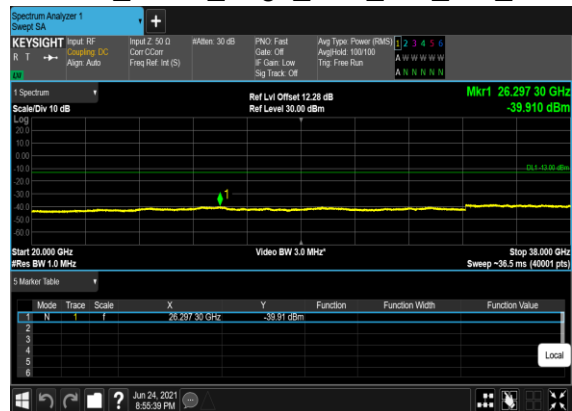 Spectrum Analyzer 1
Swept SA
+
KEYSIGHT
R T
LXI
Input: RF
Coupling: DC
Align: Auto
Input Z: 50 Ω
Corr CCorr
Freq Ref: Int (S)
#Atten: 30 dB
PNO: Fast
Gate: Off
IF Gain: Low
Sig Track: Off
Avg Type: Power (RMS)
Avg|Hold: 100/100
Trig: Free Run
1 2 3 4 5 6
A W W W W W
A N N N N N
1 Spectrum
Scale/Div 10 dB
Ref Lvl Offset 12.28 dB
Ref Level 30.00 dBm
Mkr1 26.297 30 GHz
-39.910 dBm
Log
20.0
10.0
0.00
-10.0
-20.0
-30.0
-40.0
-50.0
-60.0
DL1 -13.00 dBm
1
Start 20.000 GHz
#Res BW 1.0 MHz
Video BW 3.0 MHz*
Stop 38.000 GHz
Sweep ~36.5 ms (40001 pts)
5 Marker Table
Mode Trace Scale X Y Function Function Width Function Value
1 N 1 f 26.297 30 GHz -39.91 dBm
2
3
4
5
6
Local
?
Jun 24, 2021
8:55:39 PM